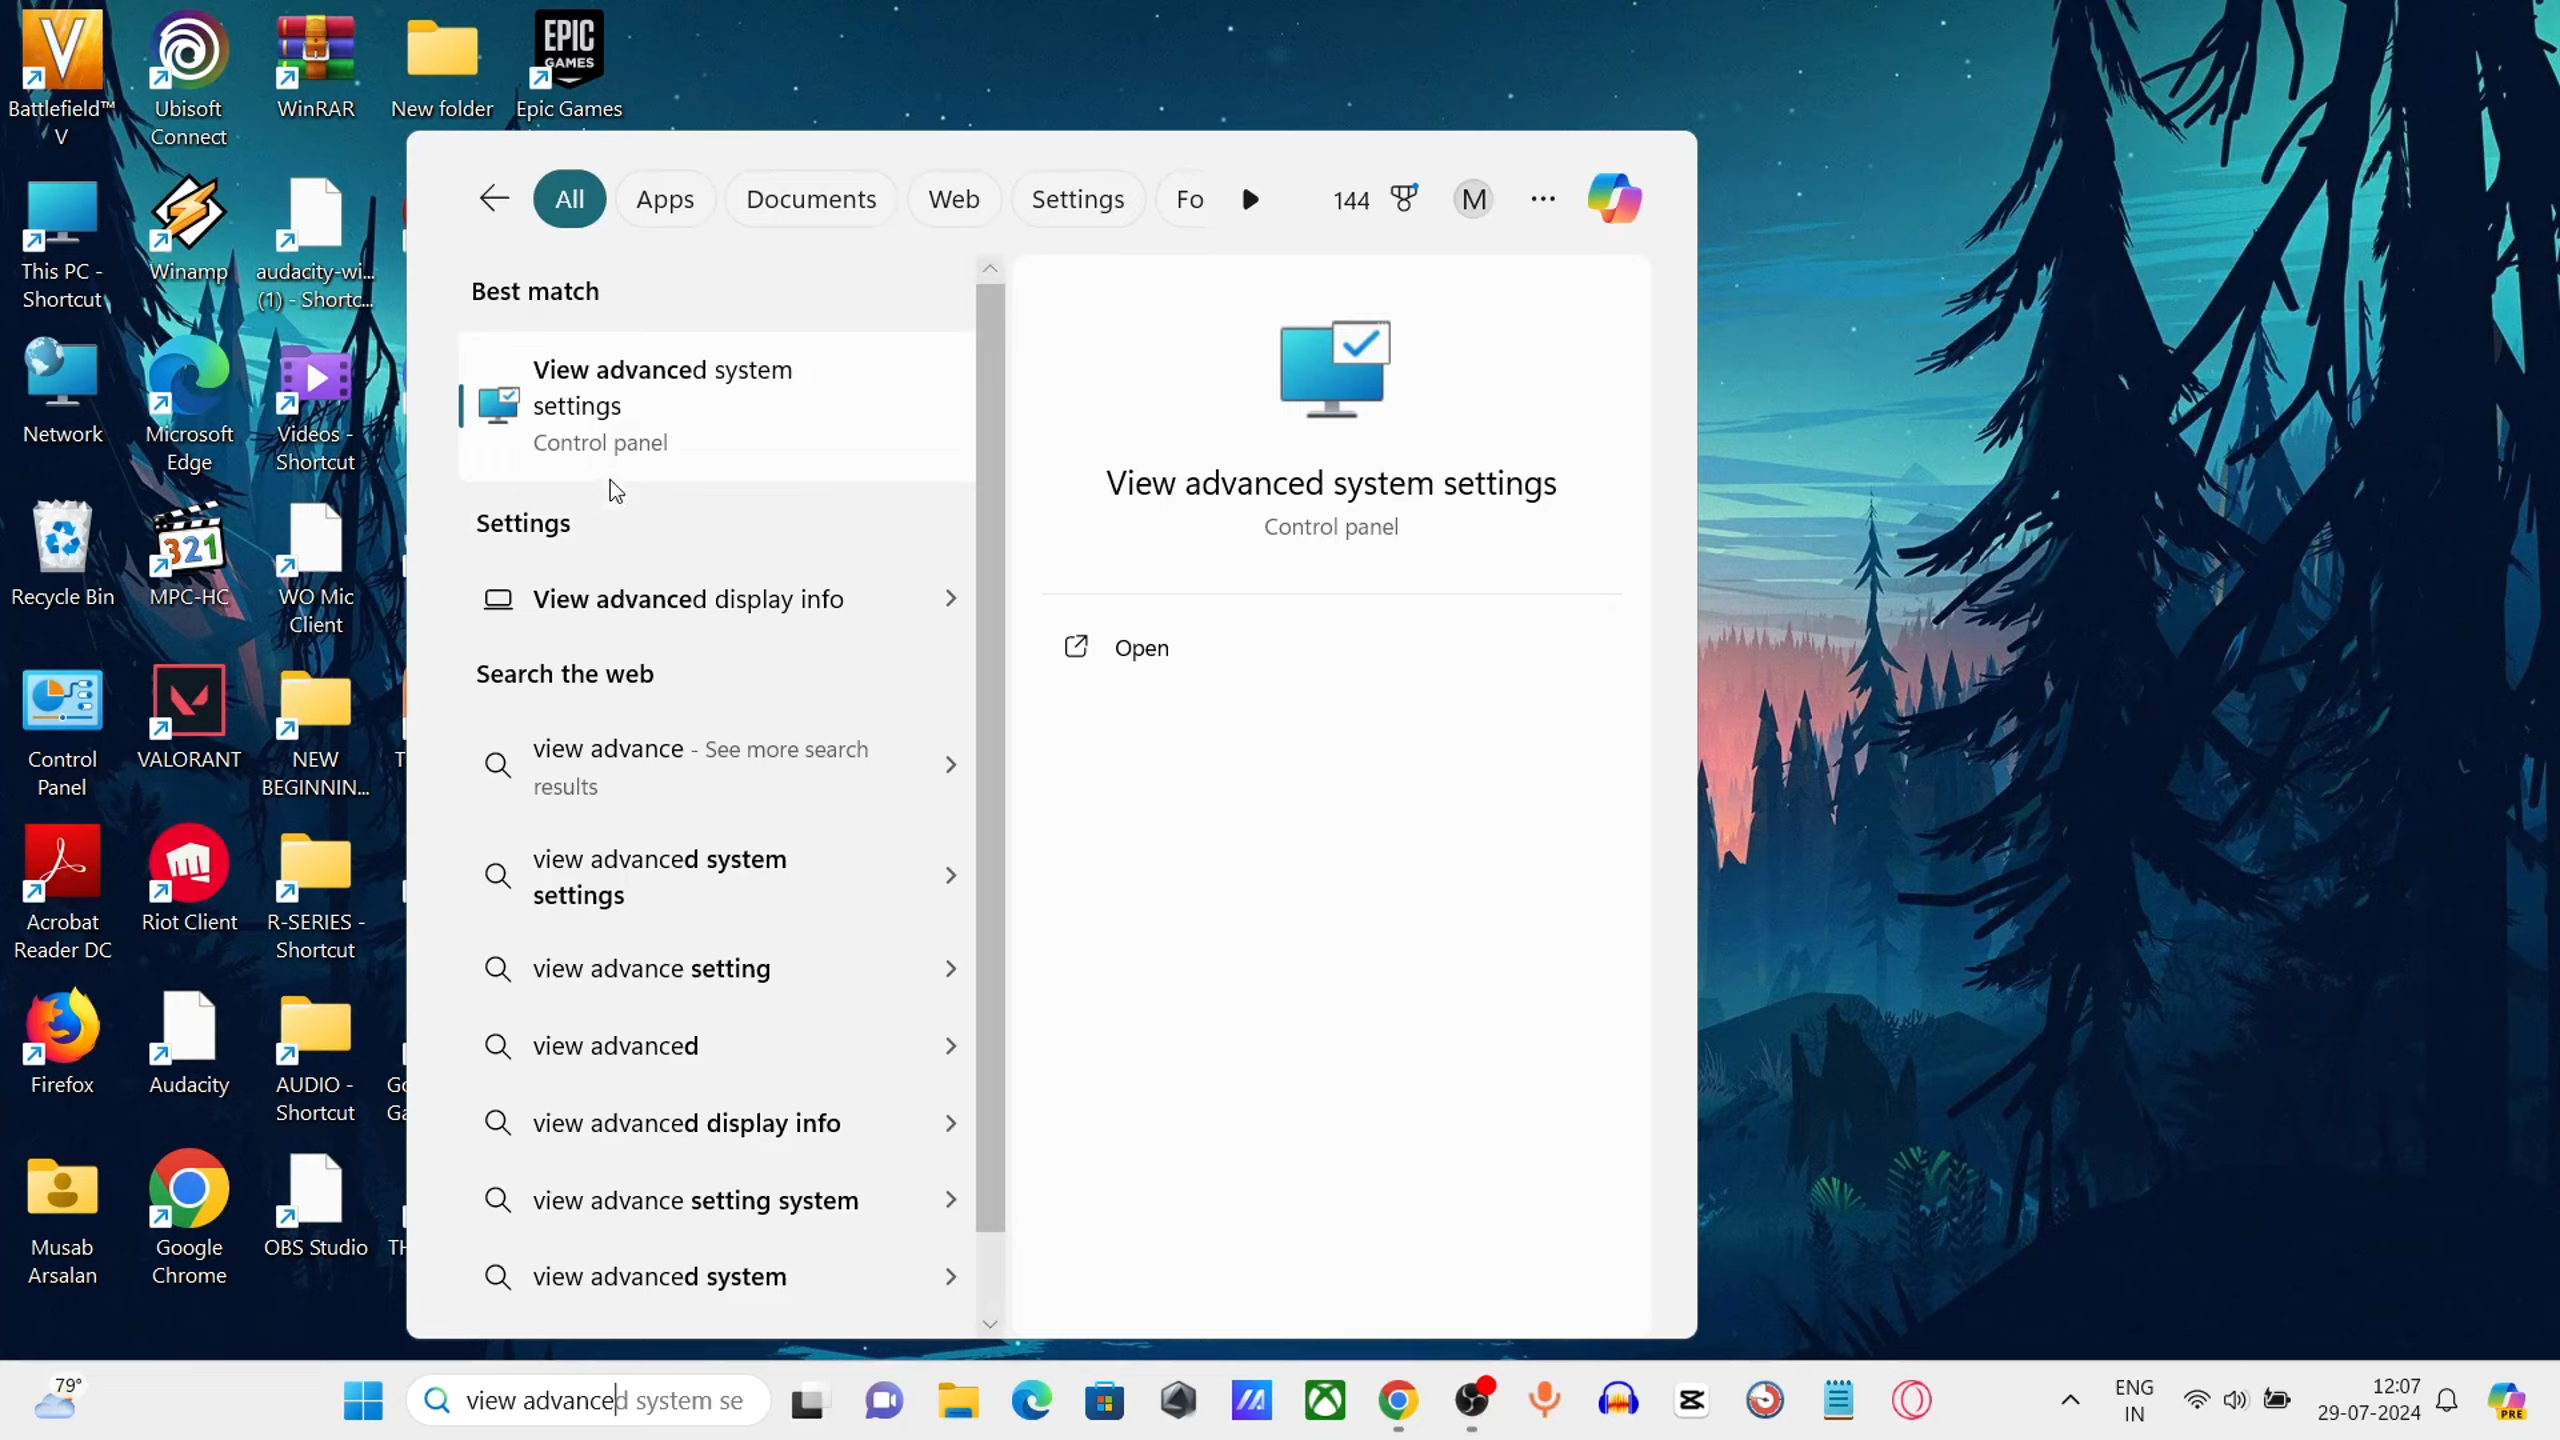 V
EPIC
GAMES
Battlefield™
V
Ubisoft
Connect
WinRAR
New folder
Epic Games
This PC -
Shortcut
Winamp
audacity-wi...
(1) - Shortc...
Network
Microsoft
Edge
Videos -
Shortcut
321
Recycle Bin
MPC-HC
WO Mic
Client
Control
Panel
VALORANT
NEW
BEGINNIN...
T
Acrobat
Reader DC
Riot Client
R-SERIES -
Shortcut
Firefox
Audacity
AUDIO -
Shortcut
Musab
Arsalan
Google
Chrome
OBS Studio
All
Apps
Documents
Web
Settings
Fo
144
M
Best match
View advanced system
settings
Control panel
Settings
View advanced display info
Search the web
view advance - See more search
results
view advanced system
settings
view advance setting
view advanced
view advanced display info
view advance setting system
view advanced system
View advanced system settings
Control panel
Open
79°
view advanced system se
ENG
IN
12:07
29-07-2024
PRE